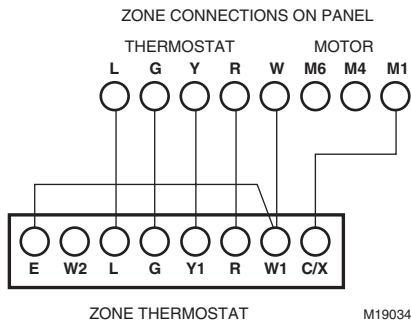 ZONE CONNECTIONS ON PANEL
THERMOSTAT MOTOR
L G Y R W M6 M4 M1
E W2 L G Y1 R W1 C/X
ZONE THERMOSTAT M19034